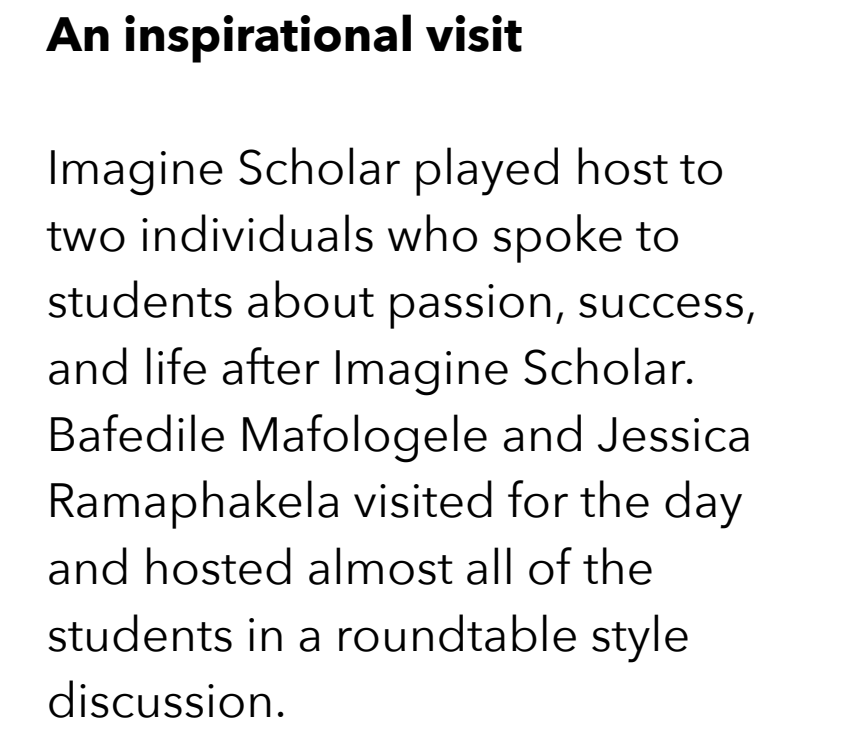 An inspirational visit
Imagine Scholar played host to
two individuals who spoke to
students about passion, success,
and life after Imagine Scholar.
Bafedile Mafologele and Jessica
Ramaphakela visited for the day
and hosted almost all of the
students in a roundtable style
discussion.